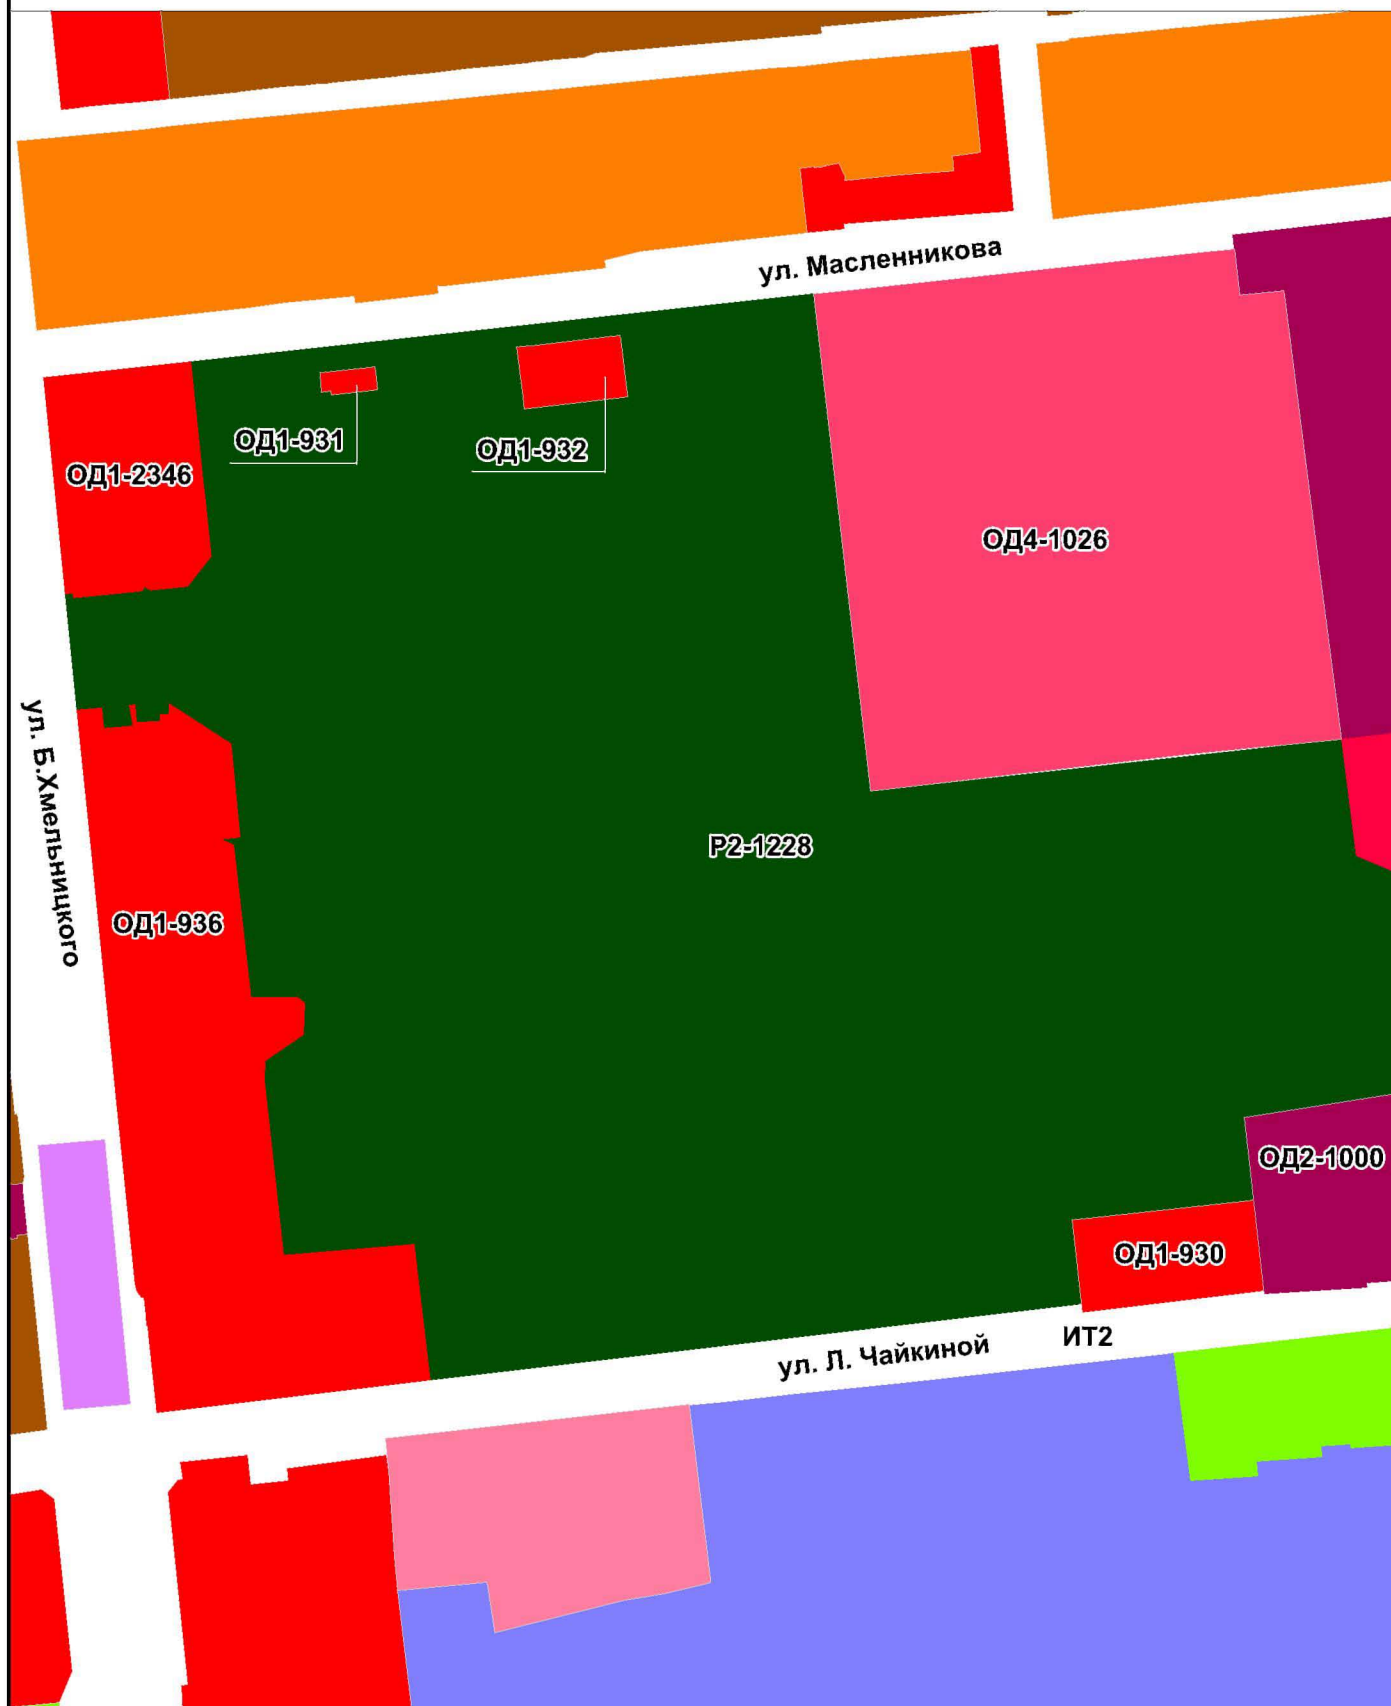 ул. Масленникова
ОД1-931
ОД1-932
ОД1-2346
ОД4-1026
ул. Б.Хмельницкого
Р2-1228
ОД1-936
ОД2-1000
ОД1-930
ИТ2
ул. Л. Чайкиной